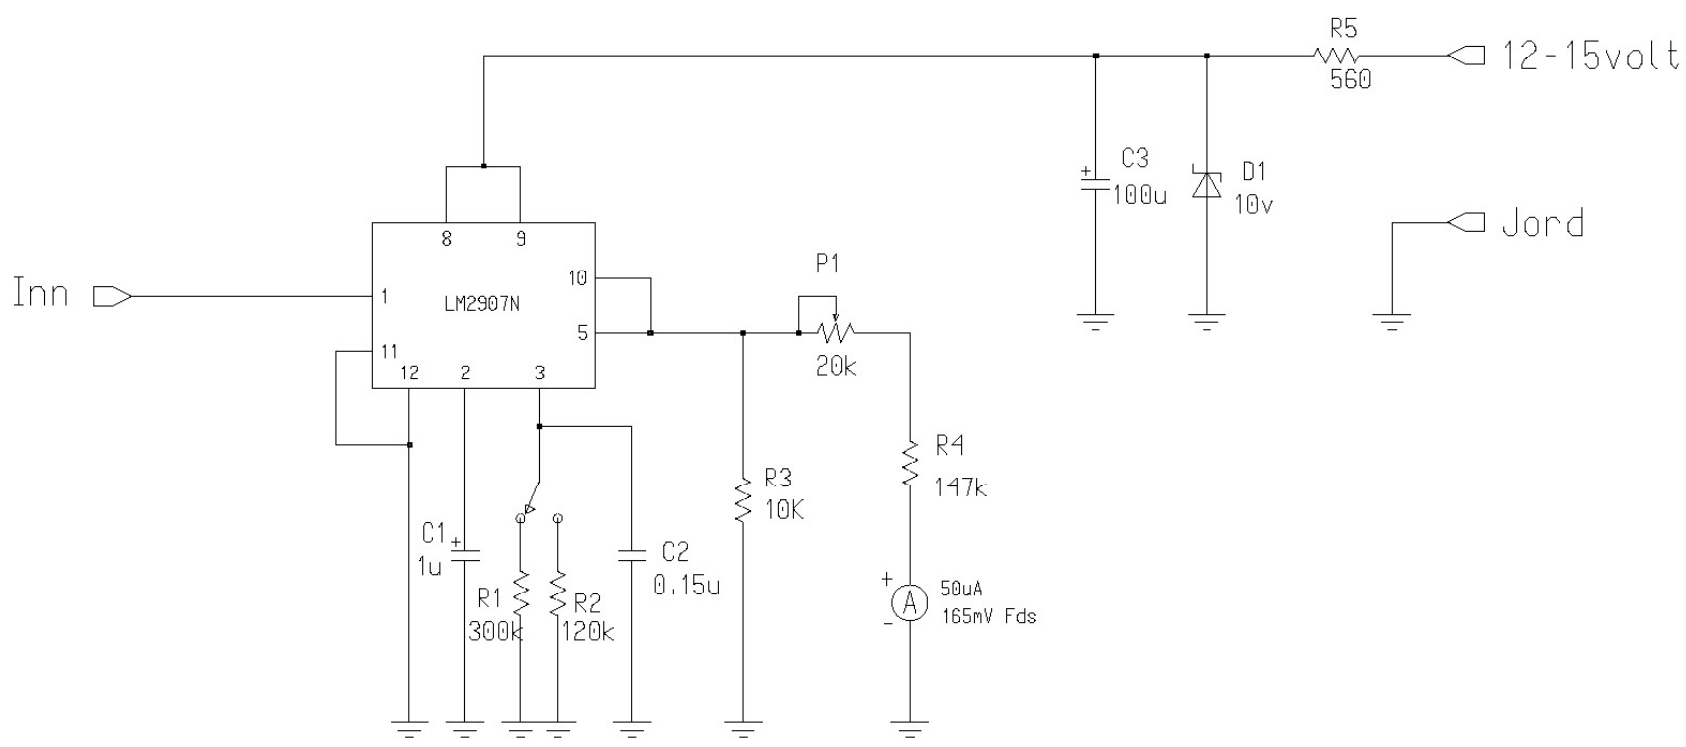 R5
12-15volt
560
C3
100u
D1
10v
Jord
8
9
Inn
1
LM2907N
10
5
11
12
2
3
P1
20k
R4
147k
R3
10K
C1
+
1u
R1
300k
R2
120k
C2
0.15u
+
A
-
50uA
165mV Fds
+